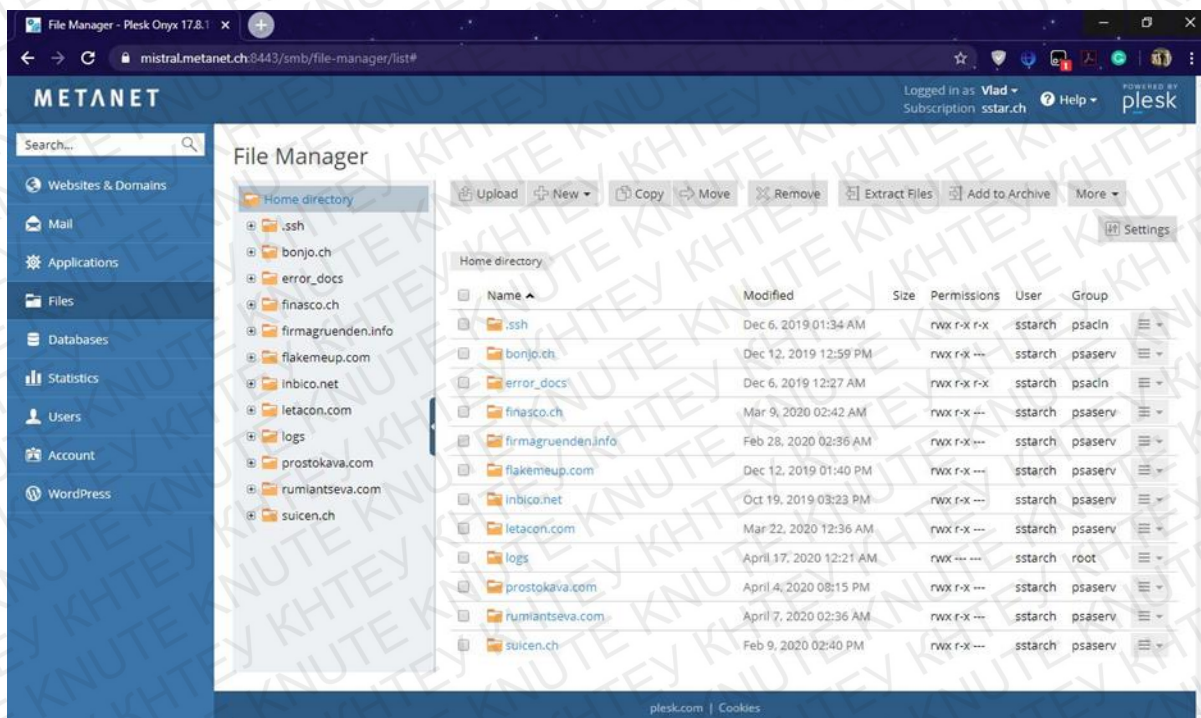 File Manager - Plesk Onyx 17.8.1
mistral.metanet.ch:8443/smb/file-manager/list#
METANET
Logged in as Vlad
Subscription sstar.ch
Help
POWERED BY
plesk
Search...
Websites & Domains
Mail
Applications
Files
Databases
Statistics
Users
Account
WordPress
File Manager
Home directory
.ssh
bonjo.ch
error_docs
finasco.ch
firmagruenden.info
flakemeup.com
inbico.net
letacon.com
logs
prostokava.com
rumiantseva.com
suicen.ch
Upload New Copy Move Remove Extract Files Add to Archive More
Settings
Home directory
Name Modified Size Permissions User Group
.ssh Dec 6, 2019 01:34 AM rwx r-x r-x sstarch psacln
bonjo.ch Dec 12, 2019 12:59 PM rwx r-x --- sstarch psaserv
error_docs Dec 6, 2019 12:27 AM rwx r-x r-x sstarch psacln
finasco.ch Mar 9, 2020 02:42 AM rwx r-x --- sstarch psaserv
firmagruenden.info Feb 28, 2020 02:36 AM rwx r-x --- sstarch psaserv
flakemeup.com Dec 12, 2019 01:40 PM rwx r-x --- sstarch psaserv
inbico.net Oct 19, 2019 03:23 PM rwx r-x --- sstarch psaserv
letacon.com Mar 22, 2020 12:36 AM rwx r-x --- sstarch psaserv
logs April 17, 2020 12:21 AM rwx --- --- sstarch root
prostokava.com April 4, 2020 08:15 PM rwx r-x --- sstarch psaserv
rumiantseva.com April 7, 2020 02:36 AM rwx r-x --- sstarch psaserv
suicen.ch Feb 9, 2020 02:40 PM rwx r-x --- sstarch psaserv
plesk.com | Cookies
KNUTE KHTEY